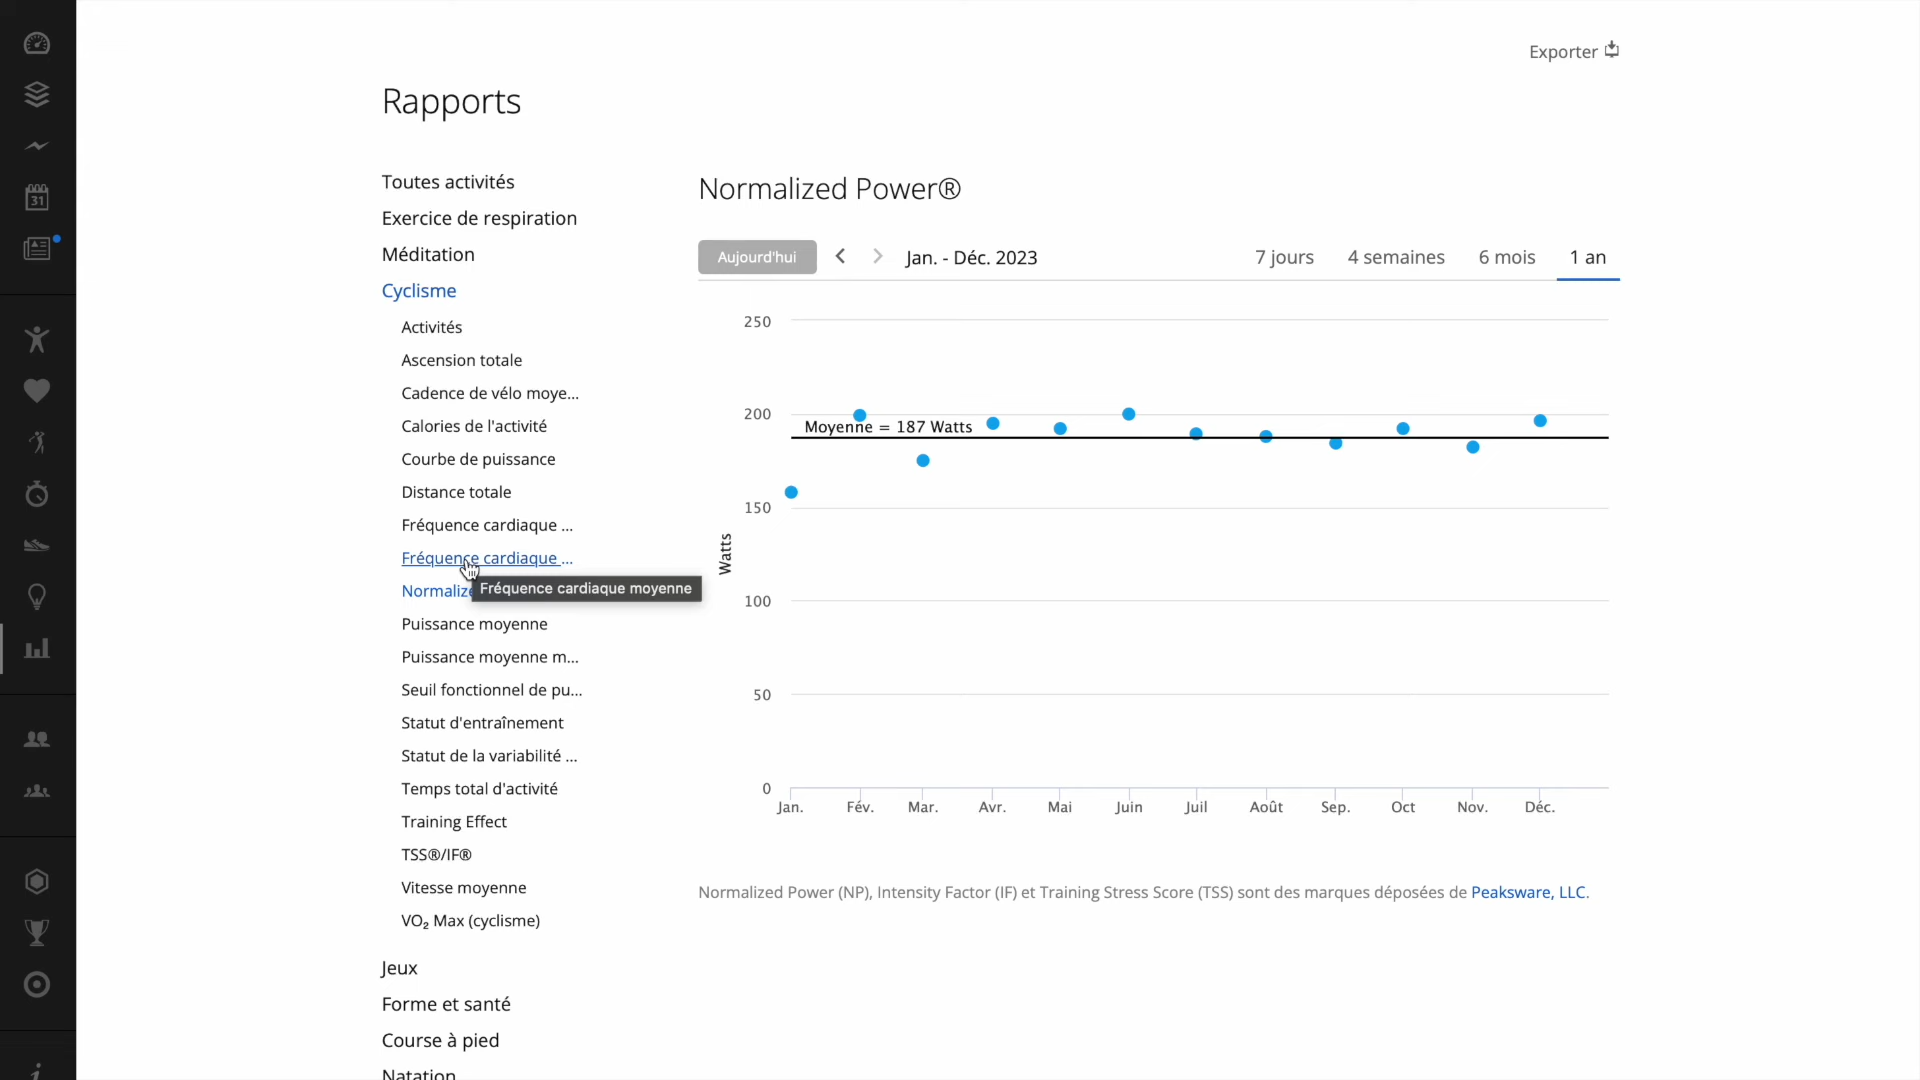 Exporter
Rapports
Toutes activités
Exercice de respiration
Méditation
Cyclisme
Activités
Ascension totale
Cadence de vélo moye...
Calories de l'activité
Courbe de puissance
Distance totale
Fréquence cardiaque ...
Fréquence cardiaque ...
Normalize
Fréquence cardiaque moyenne
Puissance moyenne
Puissance moyenne m...
Seuil fonctionnel de pu...
Statut d'entraînement
Statut de la variabilité ...
Temps total d'activité
Training Effect
TSS®/IF®
Vitesse moyenne
VO₂ Max (cyclisme)
Jeux
Forme et santé
Course à pied
Natation
31
Normalized Power®
Aujourd'hui
Jan. - Déc. 2023
7 jours 4 semaines 6 mois 1 an
250
200
150
100
50
0
Watts
Moyenne = 187 Watts
Jan. Fév. Mar. Avr. Mai Juin Juil Août Sep. Oct Nov. Déc.
Normalized Power (NP), Intensity Factor (IF) et Training Stress Score (TSS) sont des marques déposées de Peaksware, LLC.